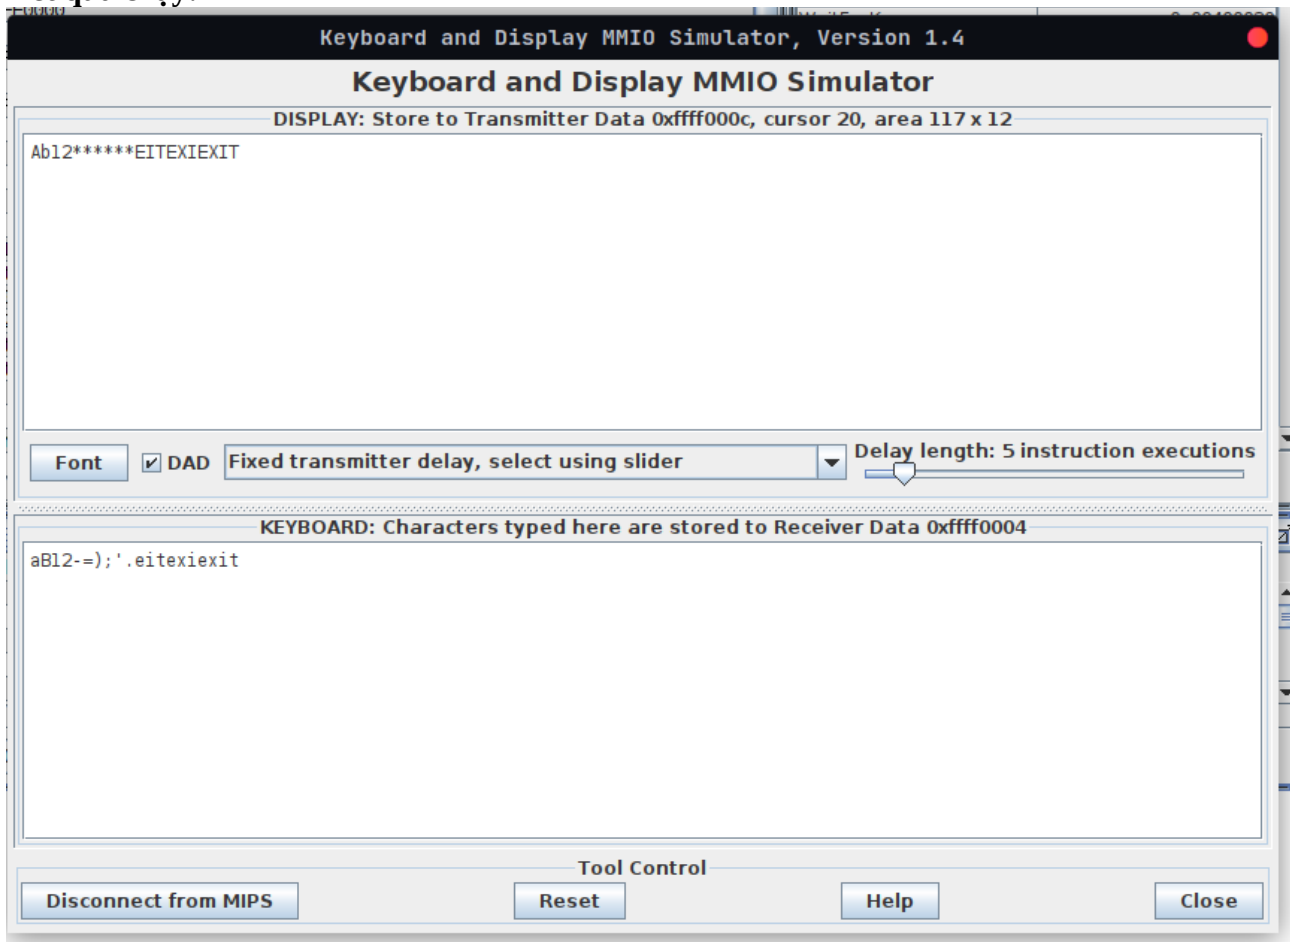 Keyboard and Display MMIO Simulator, Version 1.4
Keyboard and Display MMIO Simulator
DISPLAY: Store to Transmitter Data 0xffff000c, cursor 20, area 117 x 12
Ab12******EITEXIEXIT
Font DAD Fixed transmitter delay, select using slider Delay length: 5 instruction executions
KEYBOARD: Characters typed here are stored to Receiver Data 0xffff0004
aB12-=);'.eitexiexit
Tool Control
Disconnect from MIPS Reset Help Close